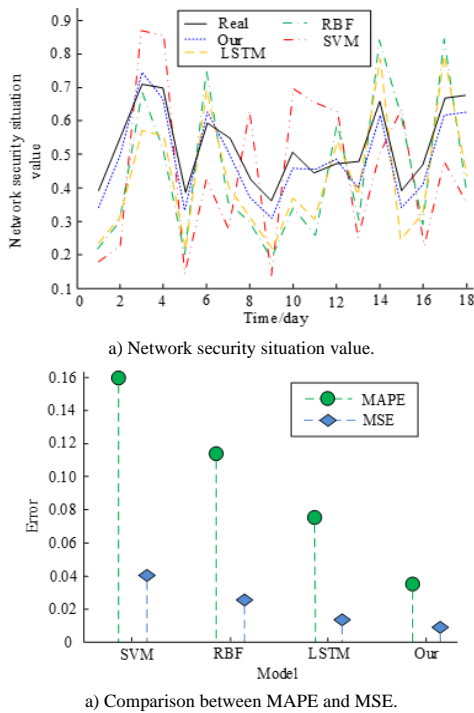 Real
RBF
Our
SVM
LSTM
Network security situation
value
0.9
0.8
0.7
0.6
0.5
0.4
0.3
0.2
0.1
0 2 4 6 8 10 12 14 16 18
Time/day
a) Network security situation value.
MAPE
MSE
Error
0.16
0.14
0.12
0.10
0.08
0.06
0.04
0.02
0
SVM RBF LSTM Our
Model
a) Comparison between MAPE and MSE.